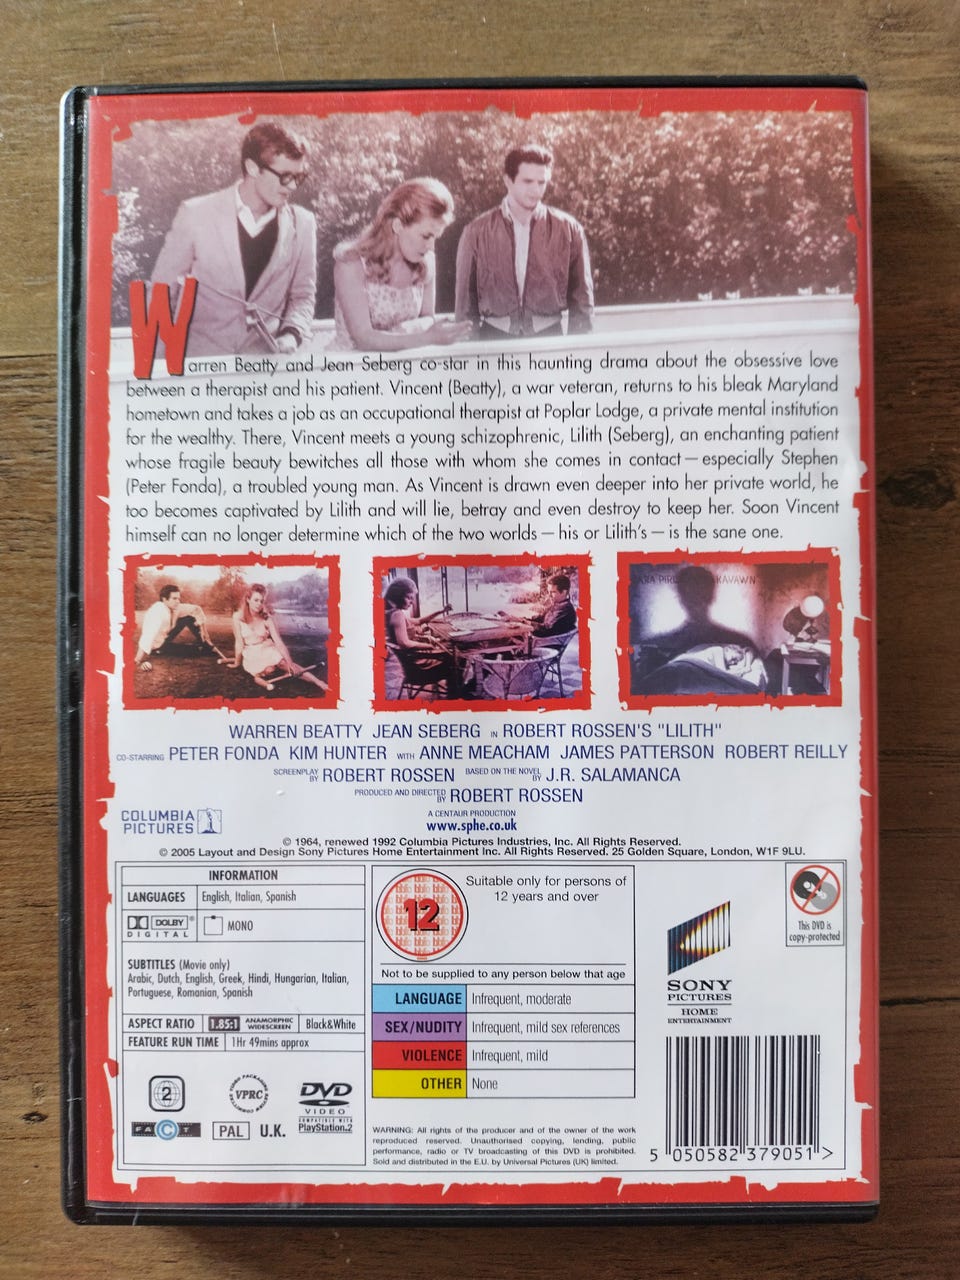 Warren Beatty and Jean Seberg co-star in this haunting drama about the obsessive love
between a therapist and his patient. Vincent (Beatty), a war veteran, returns to his bleak Maryland
hometown and takes a job as an occupational therapist at Poplar Lodge, a private mental institution
for the wealthy. There, Vincent meets a young schizophrenic, Lilith (Seberg), an enchanting patient
whose fragile beauty bewitches all those with whom she comes in contact — especially Stephen
(Peter Fonda), a troubled young man. As Vincent is drawn even deeper into her private world, he
too becomes captivated by Lilith and will lie, betray and even destroy to keep her. Soon Vincent
himself can no longer determine which of the two worlds — his or Lilith's — is the sane one.
WARREN BEATTY JEAN SEBERG IN ROBERT ROSSEN'S "LILITH"
CO-STARRING PETER FONDA KIM HUNTER WITH ANNE MEACHAM JAMES PATTERSON ROBERT REILLY
SCREENPLAY BY ROBERT ROSSEN BASED ON THE NOVEL BY J.R. SALAMANCA
PRODUCED AND DIRECTED BY ROBERT ROSSEN
A CENTAUR PRODUCTION
www.sphe.co.uk
COLUMBIA
PICTURES
© 1964, renewed 1992 Columbia Pictures Industries, Inc. All Rights Reserved.
© 2005 Layout and Design Sony Pictures Home Entertainment Inc. All Rights Reserved. 25 Golden Square, London, W1F 9LU.
INFORMATION
LANGUAGES English, Italian, Spanish
DOLBY®
DIGITAL
MONO
SUBTITLES (Movie only)
Arabic, Dutch, English, Greek, Hindi, Hungarian, Italian,
Portuguese, Romanian, Spanish
ASPECT RATIO 1.85:1 ANAMORPHIC WIDESCREEN Black&White
FEATURE RUN TIME 1Hr 49mins approx
2
VPRC
DVD
VIDEO
COMPATIBLE WITH
PlayStation.2
FACT
PAL U.K.
12
Suitable only for persons of
12 years and over
Not to be supplied to any person below that age
LANGUAGE Infrequent, moderate
SEX/NUDITY Infrequent, mild sex references
VIOLENCE Infrequent, mild
OTHER None
WARNING: All rights of the producer and of the owner of the work
reproduced reserved. Unauthorised copying, lending, public
performance, radio or TV broadcasting of this DVD is prohibited.
Sold and distributed in the E.U. by Universal Pictures (UK) limited.
SONY
PICTURES
HOME
ENTERTAINMENT
This DVD is
copy-protected
5 050582 379051 >